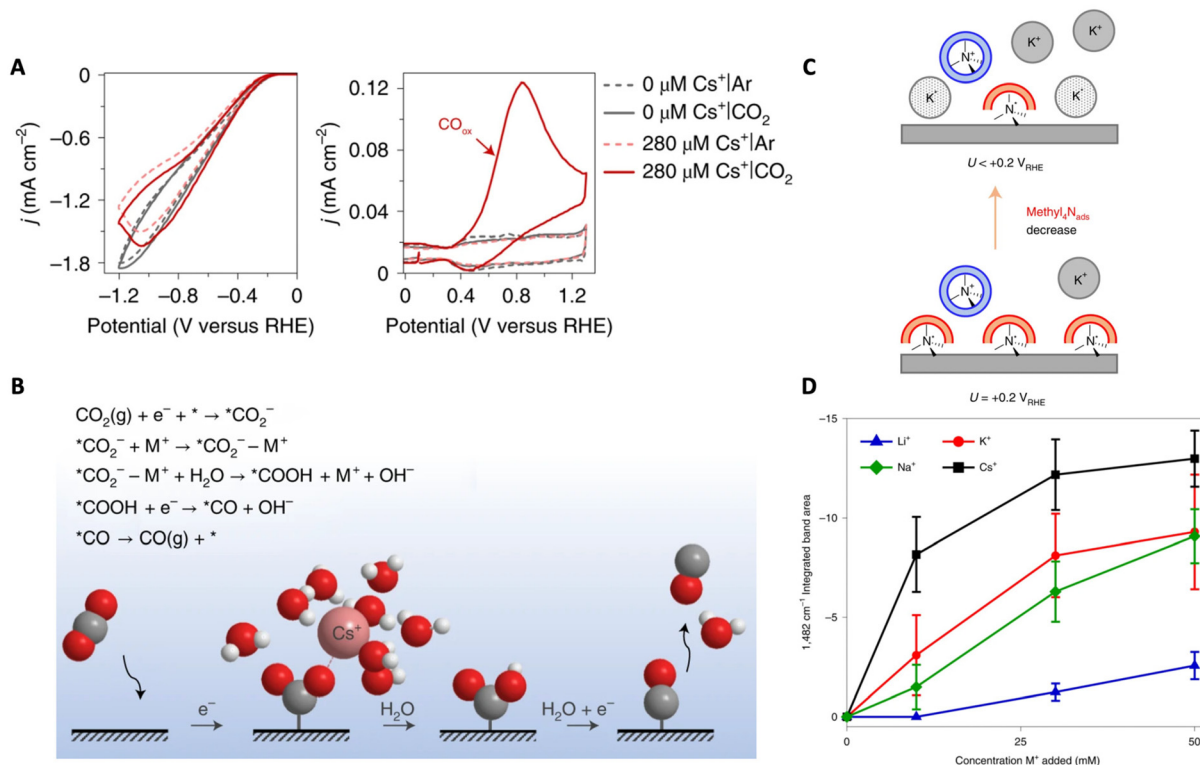 A
j (mA cm⁻²)
0
−0.6
−1.2
−1.8
−1.2
−0.8
−0.4
0
Potential (V versus RHE)
j (mA cm⁻²)
0.12
0.08
0.04
0
0
0.4
0.8
1.2
Potential (V versus RHE)
CO_ox
0 μM Cs⁺|Ar
0 μM Cs⁺|CO₂
280 μM Cs⁺|Ar
280 μM Cs⁺|CO₂
B
CO₂(g) + e⁻ + * → *CO₂⁻
*CO₂⁻ + M⁺ → *CO₂⁻ – M⁺
*CO₂⁻ – M⁺ + H₂O → *COOH + M⁺ + OH⁻
*COOH + e⁻ → *CO + OH⁻
*CO → CO(g) + *
Cs⁺
e⁻
H₂O
H₂O + e⁻
C
N⁺
K⁺
K⁺
K⁺
N⁺
K⁺
U < +0.2 V_RHE
Methyl₄N_ads
decrease
N⁺
K⁺
N⁺
N⁺
N⁺
U = +0.2 V_RHE
D
1,482 cm⁻¹ Integrated band area
−15
−10
−5
0
Li⁺
K⁺
Na⁺
Cs⁺
0
25
50
Concentration M⁺ added (mM)